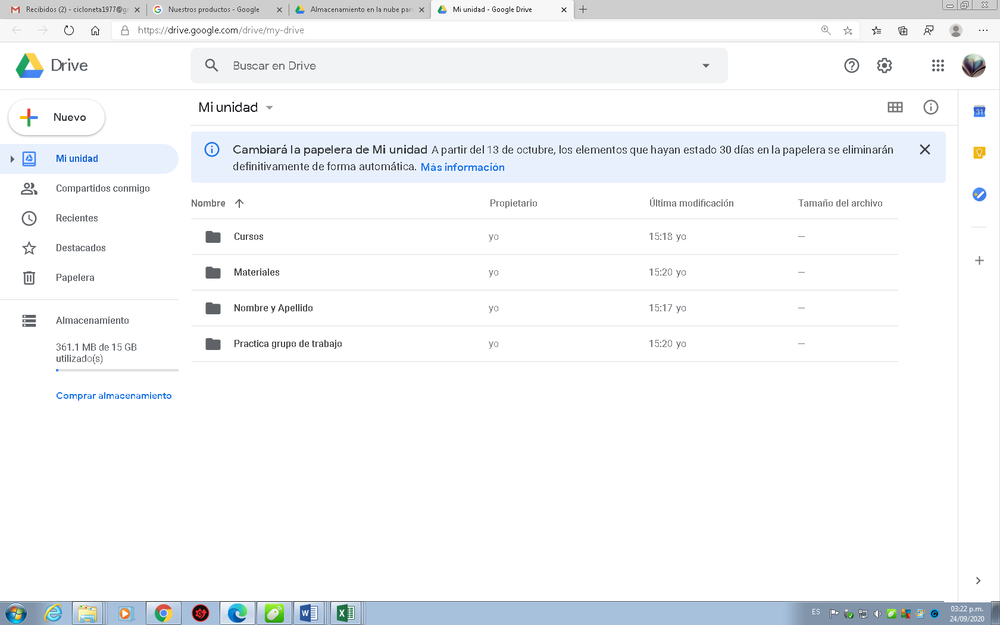 Recibidos (2) - cicloneta1977@gr
Nuestros productos - Google
Almacenamiento en la nube para
Mi unidad - Google Drive
https://drive.google.com/drive/my-drive
Drive
Buscar en Drive
Nuevo
Mi unidad
Compartidos conmigo
Recientes
Destacados
Papelera
Almacenamiento
361.1 MB de 15 GB
utilizado(s)
Comprar almacenamiento
Mi unidad
Cambiará la papelera de Mi unidad A partir del 13 de octubre, los elementos que hayan estado 30 días en la papelera se eliminarán
definitivamente de forma automática. Más información
Nombre Propietario Última modificación Tamaño del archivo
Cursos yo 15:18 yo —
Materiales yo 15:20 yo —
Nombre y Apellido yo 15:17 yo —
Practica grupo de trabajo yo 15:20 yo —
31
ES
03:22 p.m.
24/09/2020